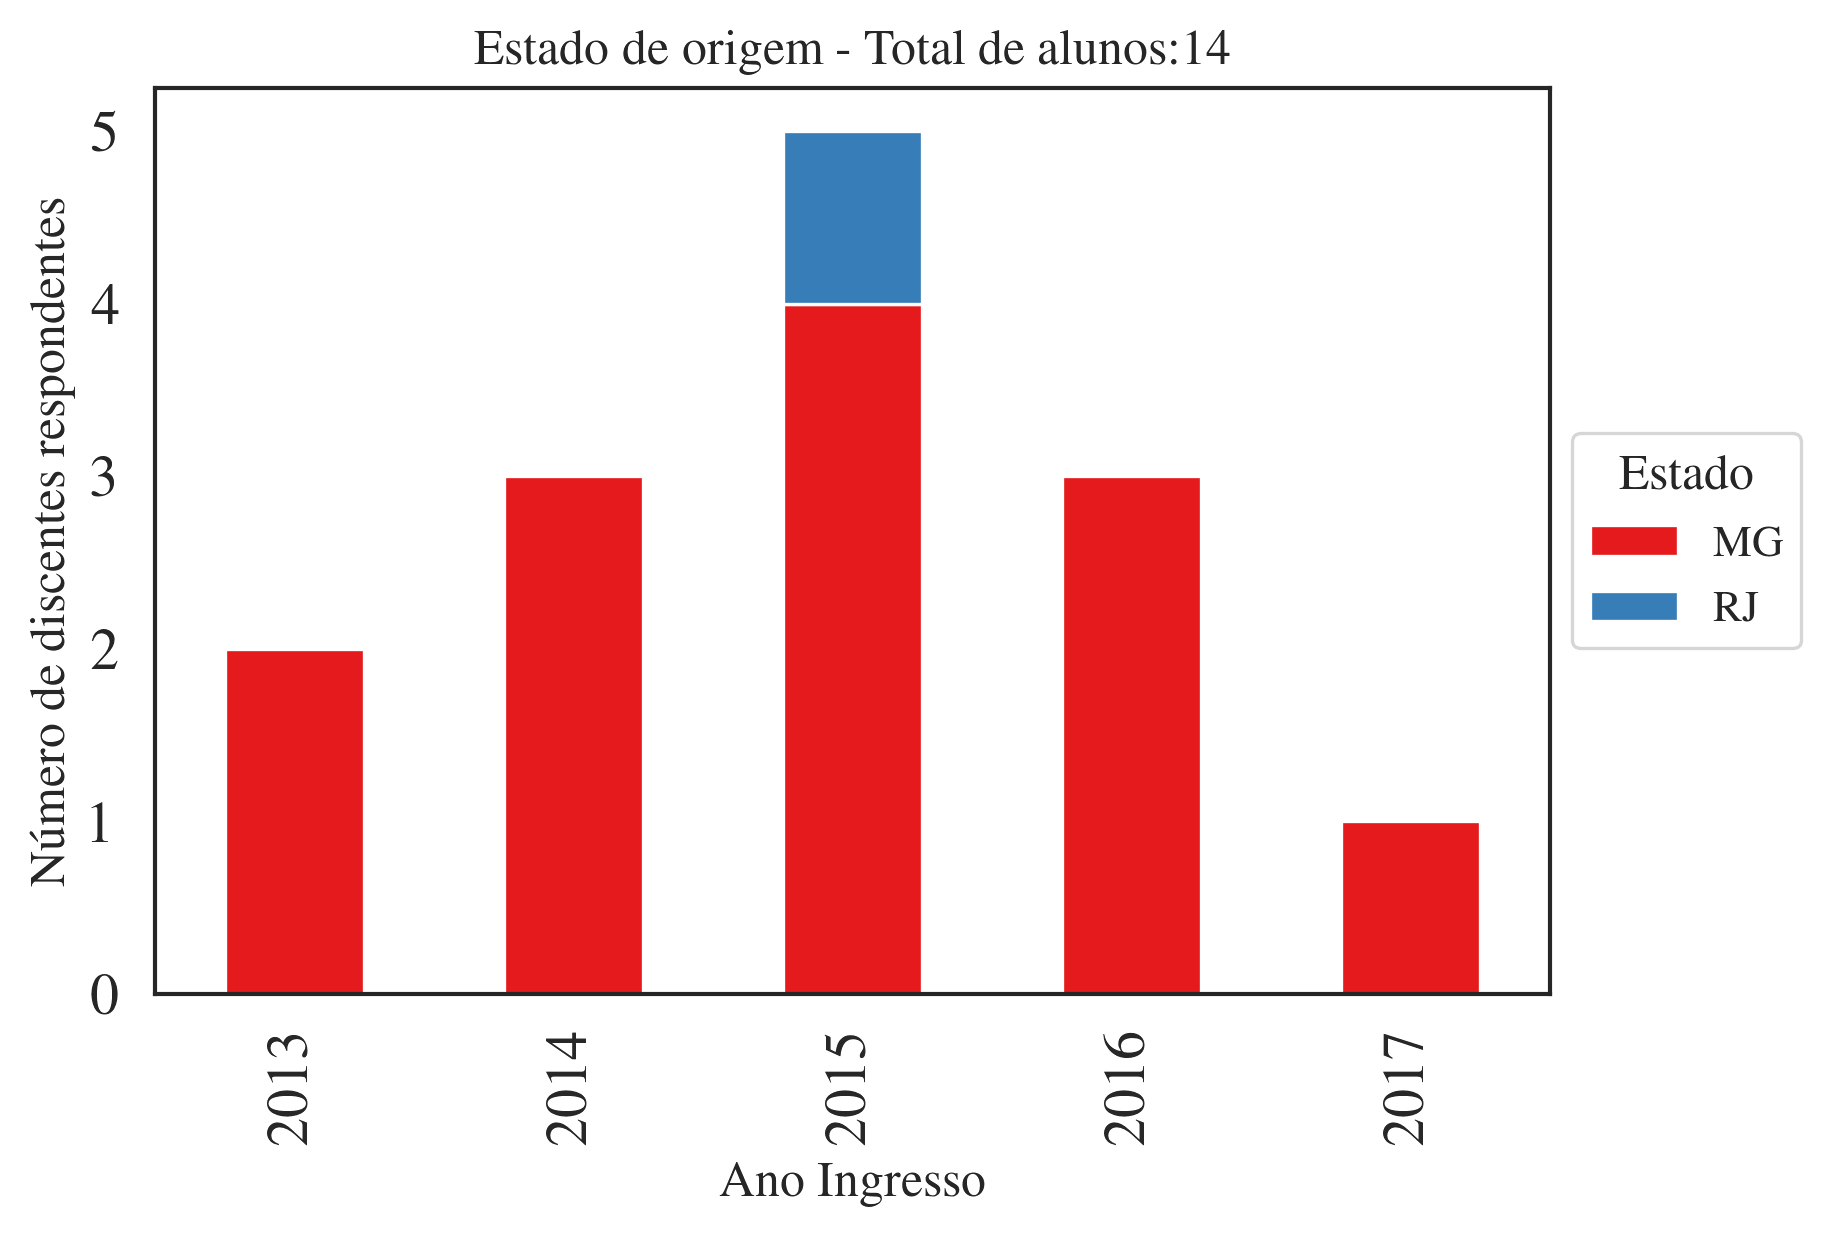 Estado de origem - Total de alunos:14
Número de discentes respondentes
5
4
3
2
1
0
2013
2014
2015
2016
2017
Ano Ingresso
Estado
MG
RJ